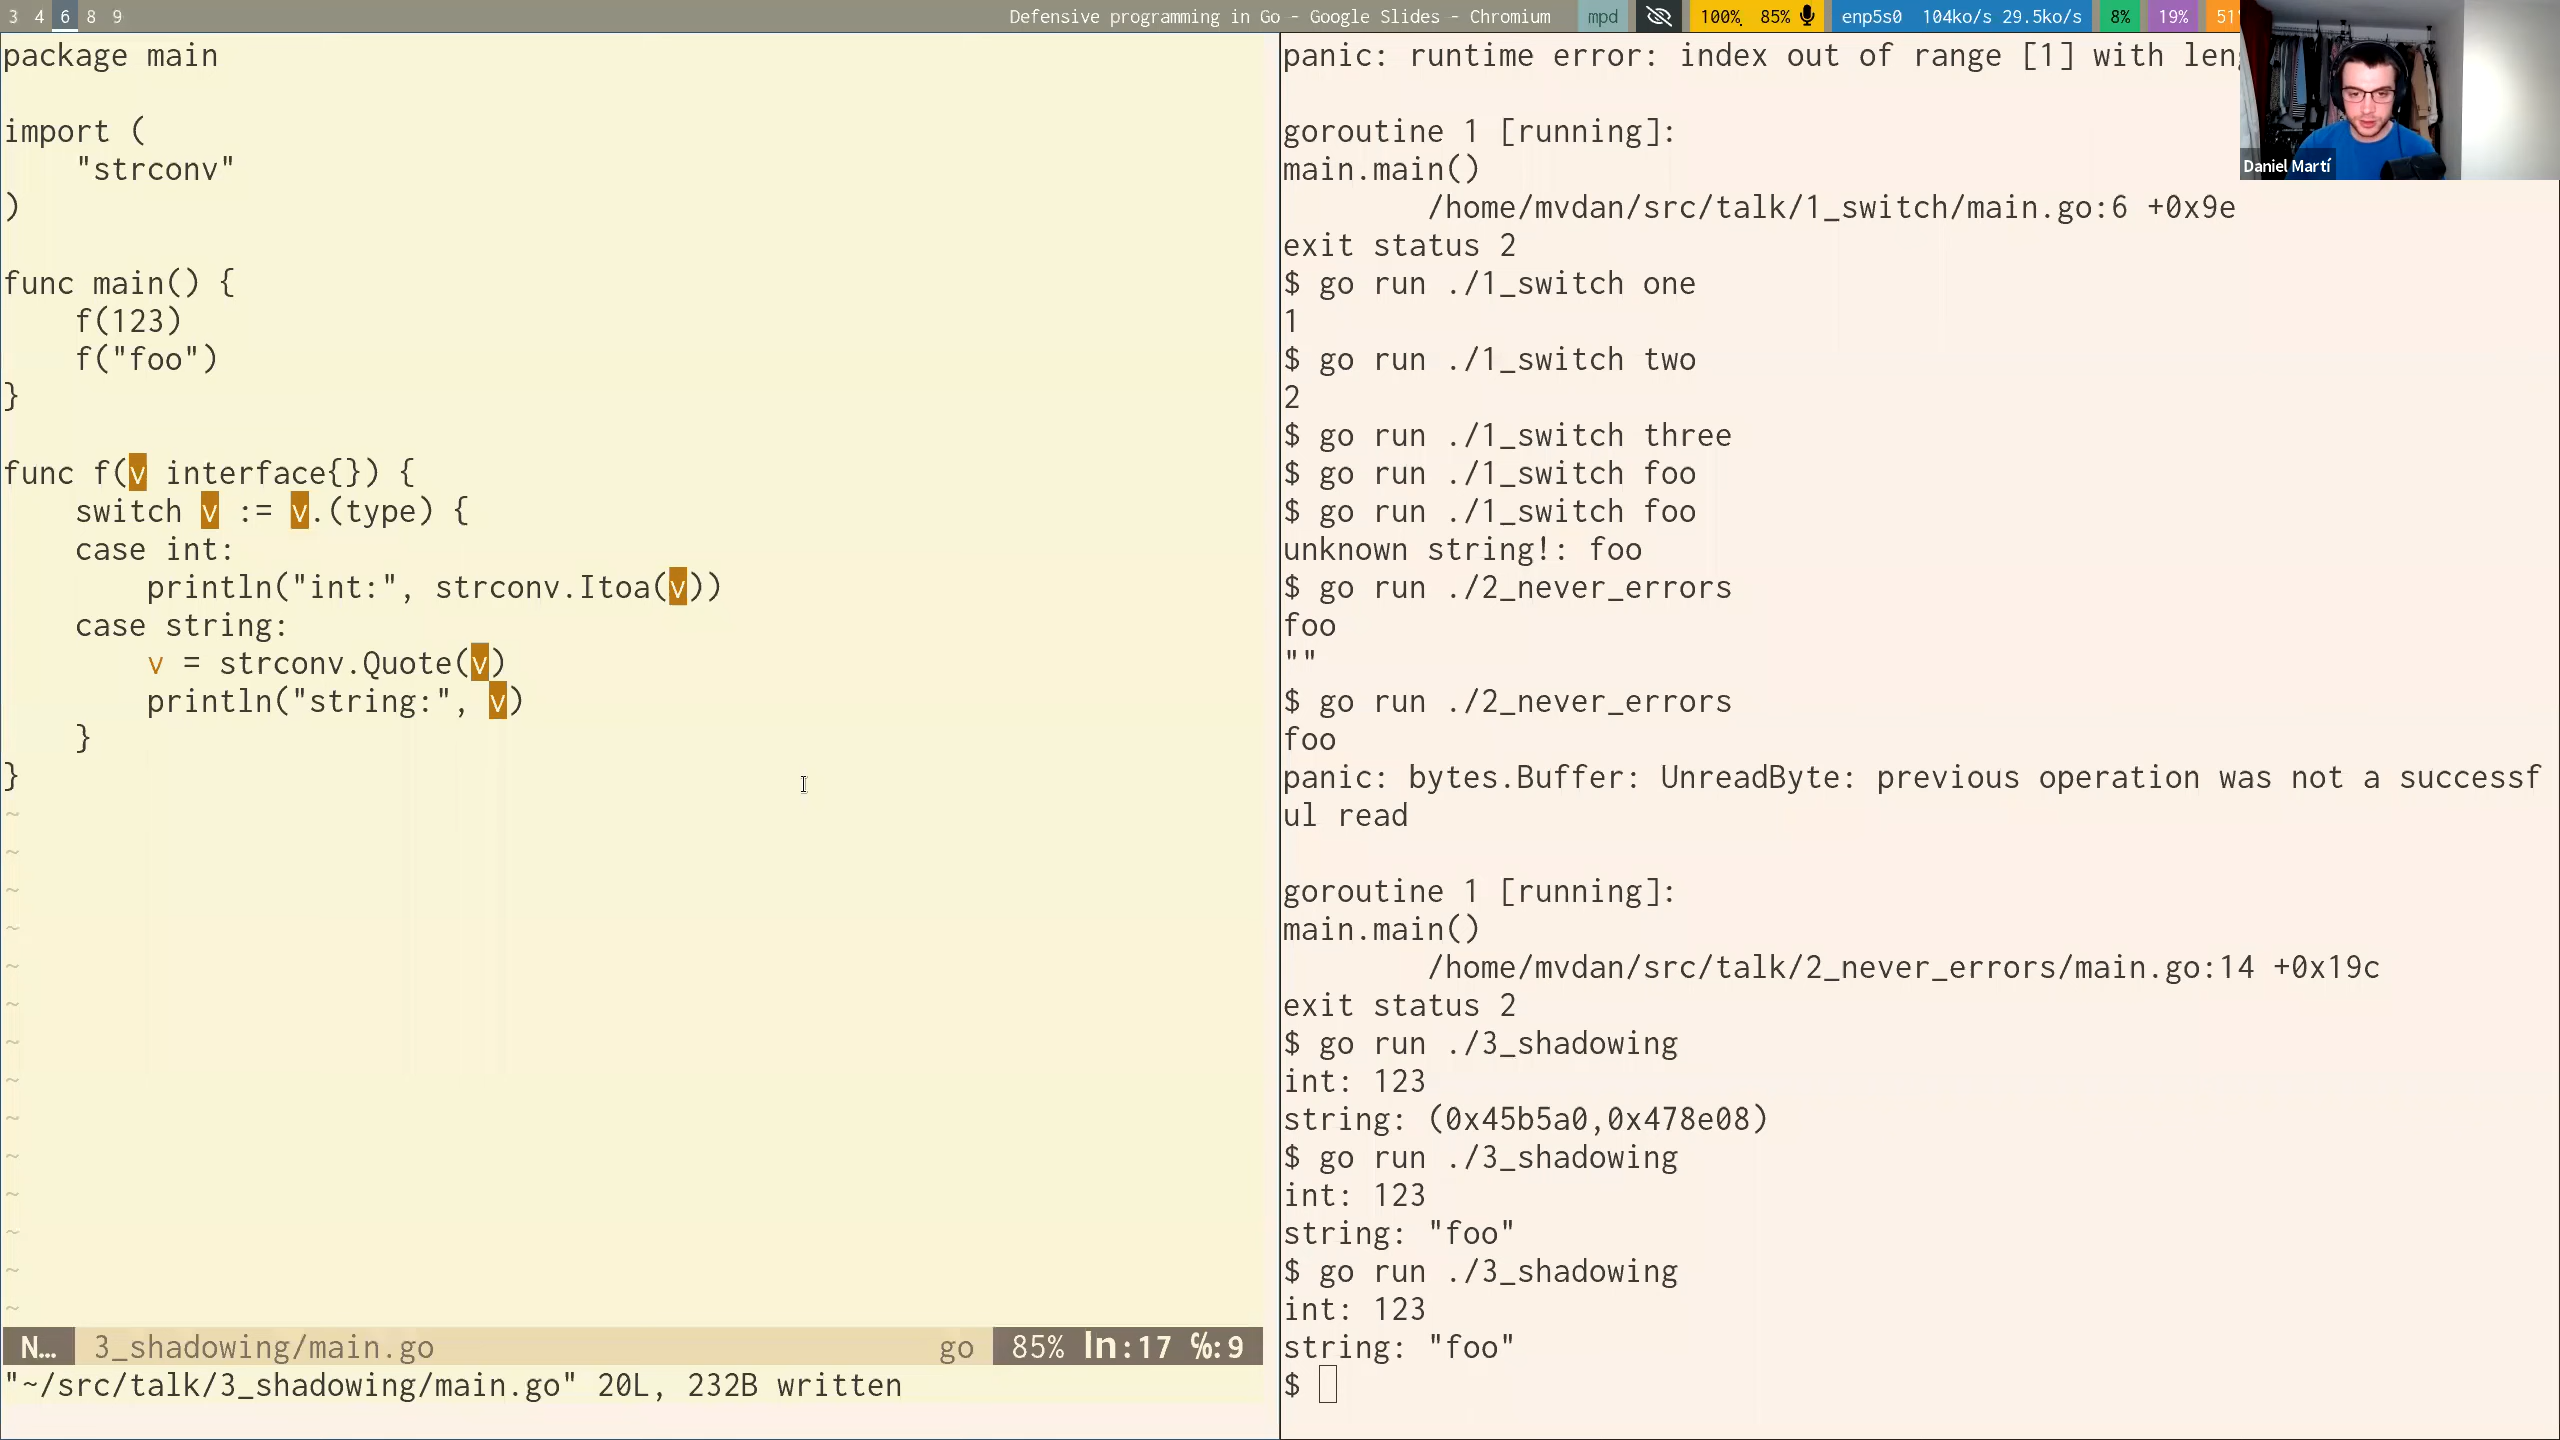 3 4 6 8 9 Defensive programming in Go - Google Slides - Chromium mpd 100% 85% enp5s0 104ko/s 29.5ko/s 8% 19% 51
package main
import (
    "strconv"
)
func main() {
    f(123)
    f("foo")
}
func f(v interface{}) {
    switch v := v.(type) {
    case int:
        println("int:", strconv.Itoa(v))
    case string:
        v = strconv.Quote(v)
        println("string:", v)
    }
}
~
~
~
~
~
~
~
~
~
~
~
~
~
~
N… 3_shadowing/main.go go 85% ln:17 ℅:9
"~/src/talk/3_shadowing/main.go" 20L, 232B written
panic: runtime error: index out of range [1] with len
goroutine 1 [running]:
main.main()
        /home/mvdan/src/talk/1_switch/main.go:6 +0x9e
exit status 2
$ go run ./1_switch one
1
$ go run ./1_switch two
2
$ go run ./1_switch three
$ go run ./1_switch foo
$ go run ./1_switch foo
unknown string!: foo
$ go run ./2_never_errors
foo
""
$ go run ./2_never_errors
foo
panic: bytes.Buffer: UnreadByte: previous operation was not a successf
ul read
goroutine 1 [running]:
main.main()
        /home/mvdan/src/talk/2_never_errors/main.go:14 +0x19c
exit status 2
$ go run ./3_shadowing
int: 123
string: (0x45b5a0,0x478e08)
$ go run ./3_shadowing
int: 123
string: "foo"
$ go run ./3_shadowing
int: 123
string: "foo"
$
Daniel Martí